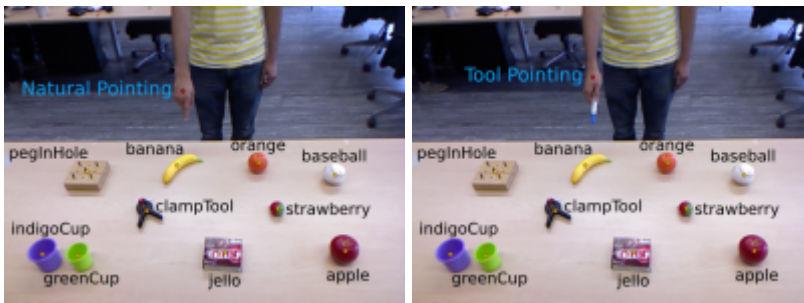 Natural Pointing
pegInHole
banana
orange
baseball
clampTool
strawberry
indigoCup
greenCup
jello
apple
Tool Pointing
pegInHole
banana
orange
baseball
clampTool
strawberry
indigoCup
greenCup
jello
apple